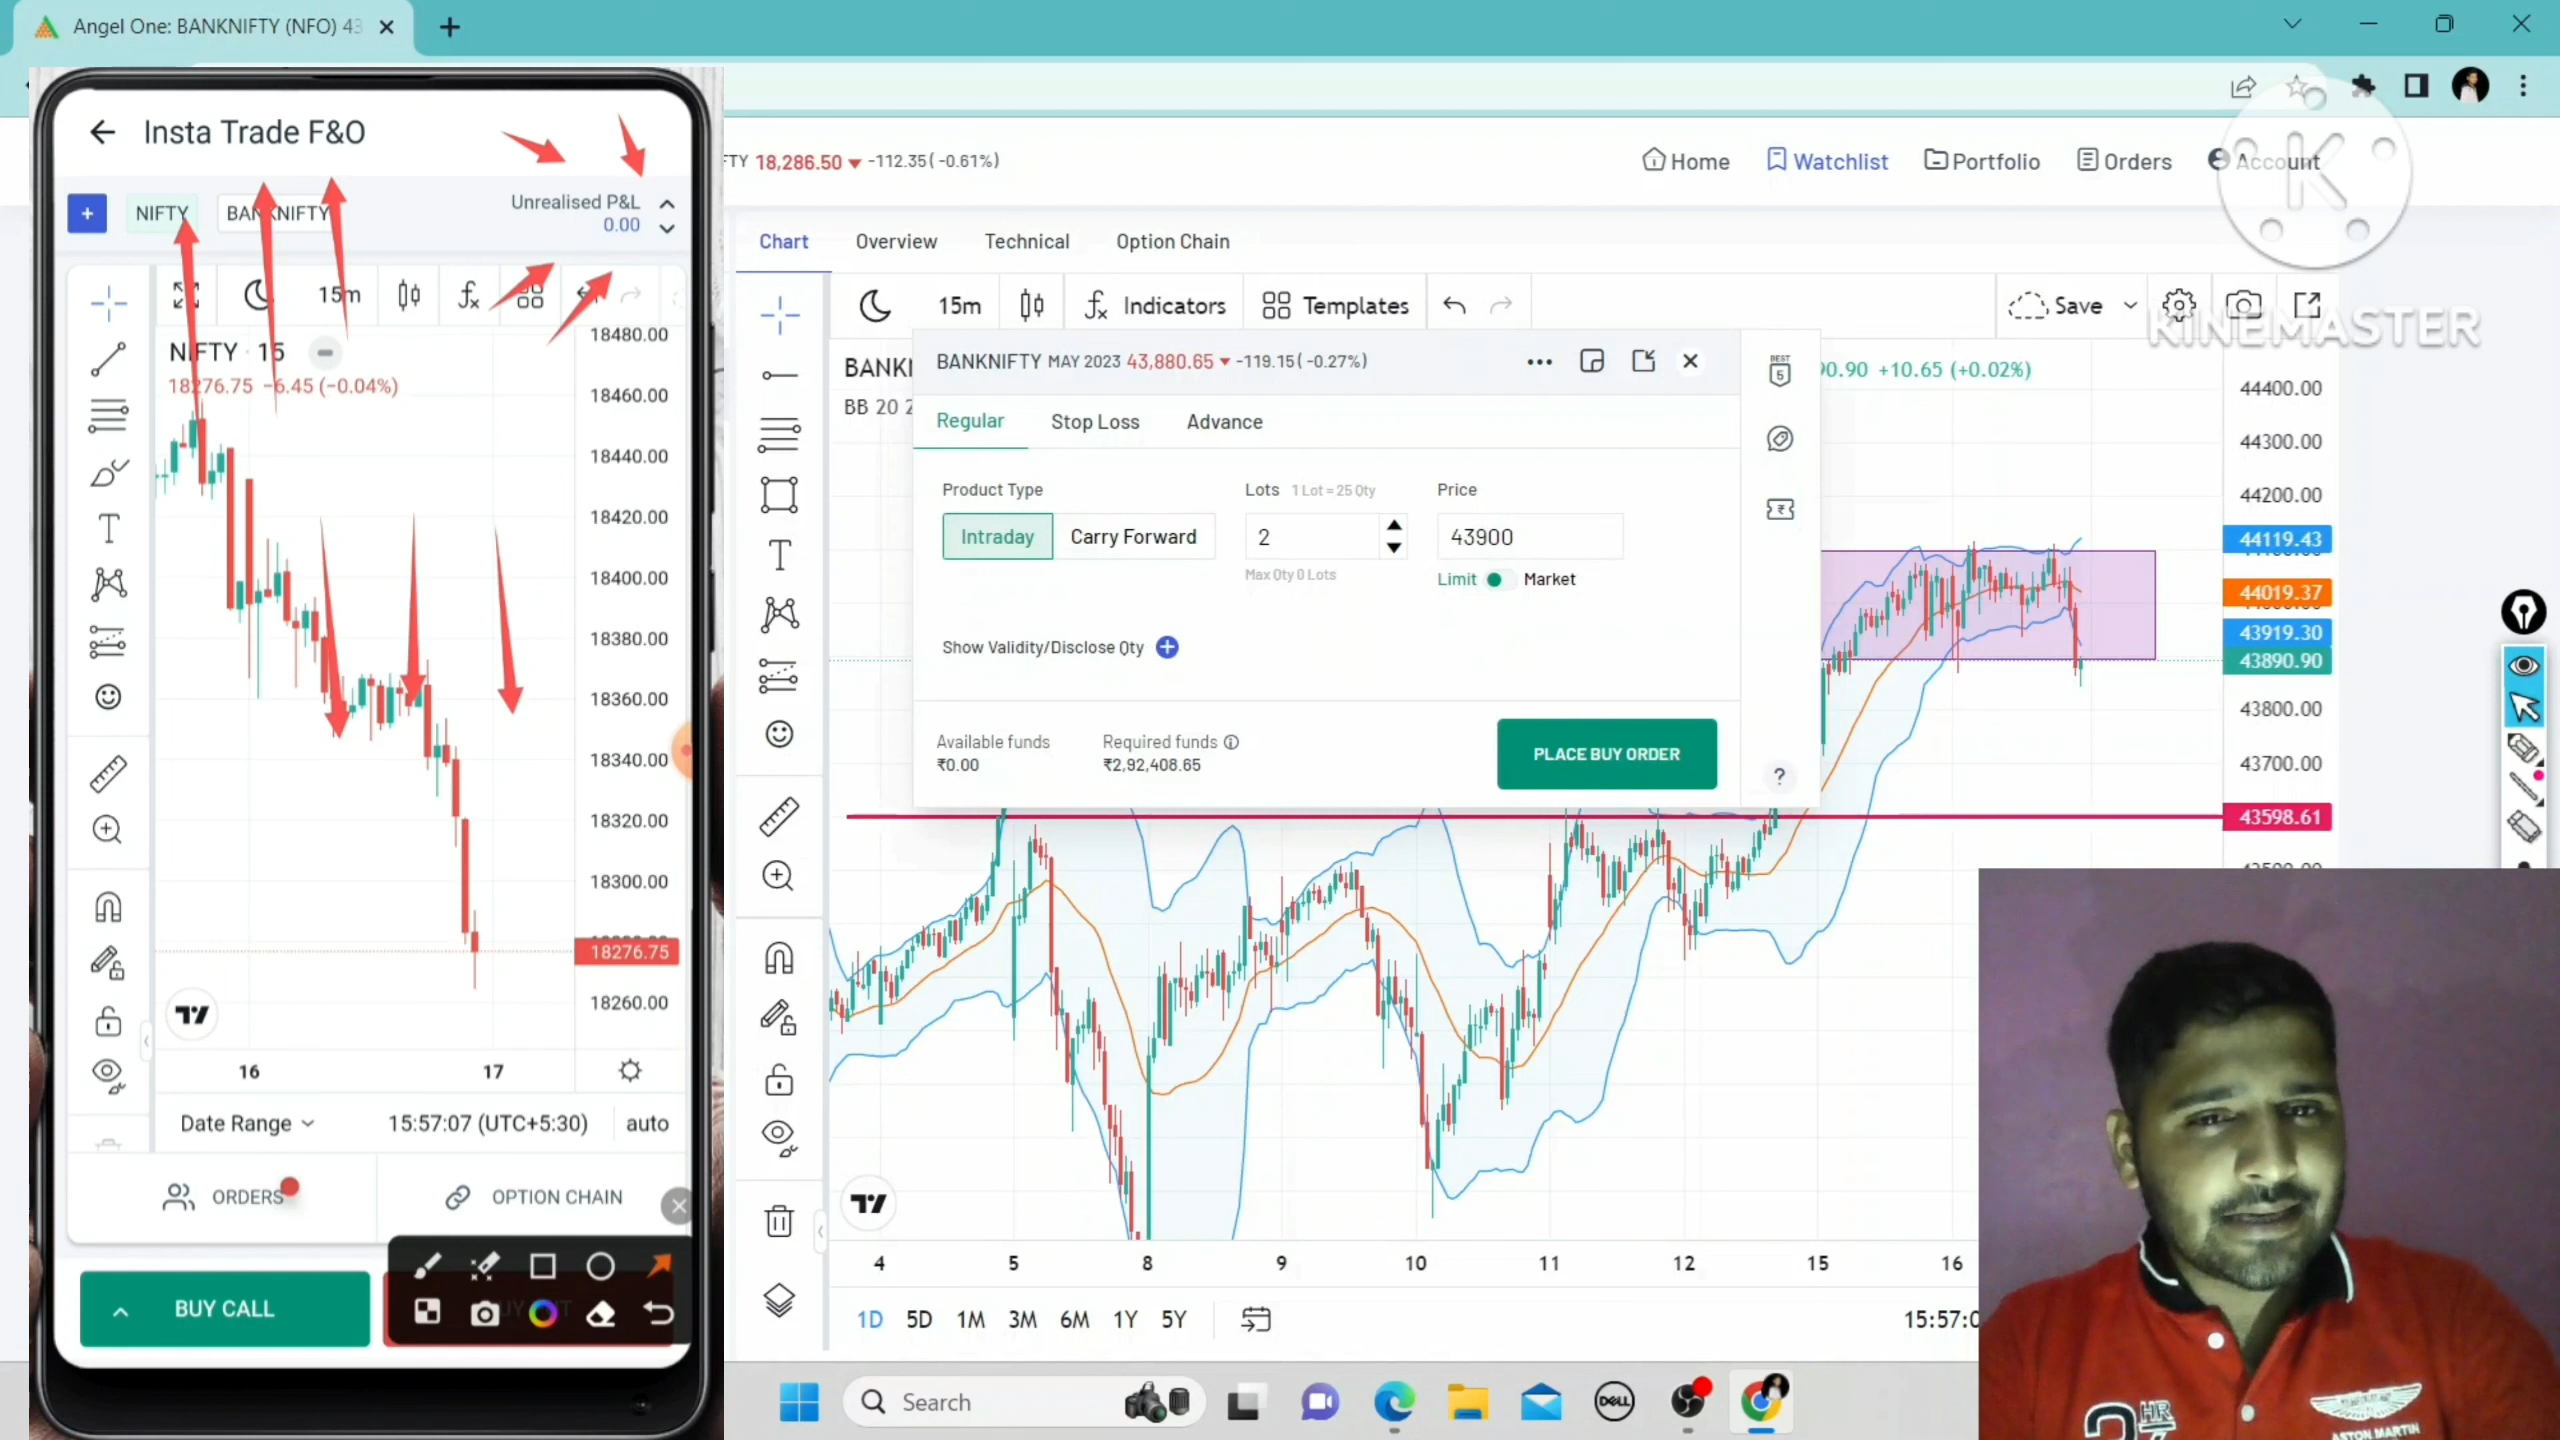 Angel One: BANKNIFTY (NFO) 43
Insta Trade F&O
NIFTY
BANKNIFTY
Unrealised P&L
0.00
15m
NIFTY 15
18276.75 -6.45 (-0.04%)
18480.00
18460.00
18440.00
18420.00
18400.00
18380.00
18360.00
18340.00
18320.00
18300.00
18276.75
18260.00
16
17
Date Range
15:57:07 (UTC+5:30)
auto
ORDERS
OPTION CHAIN
BUY CALL
FTY 18,286.50 -112.35( -0.61%)
Home
Watchlist
Portfolio
Orders
Account
Chart
Overview
Technical
Option Chain
15m
Indicators
Templates
Save
KINEMASTER
BANKN
BB 20 2
90.90 +10.65 (+0.02%)
BANKNIFTY MAY 2023 43,880.65 -119.15( -0.27%)
Regular
Stop Loss
Advance
Product Type
Intraday
Carry Forward
Lots 1 Lot = 25 Qty
2
Max Qty 0 Lots
Price
43900
Limit
Market
Show Validity/Disclose Qty
Available funds
₹0.00
Required funds
₹2,92,408.65
PLACE BUY ORDER
BEST
5
?
44400.00
44300.00
44200.00
44119.43
44019.37
43919.30
43890.90
43800.00
43700.00
43598.61
4
5
8
9
10
11
12
15
16
1D
5D
1M
3M
6M
1Y
5Y
15:57:0
Search
DELL
HR
ASTON MARTIN